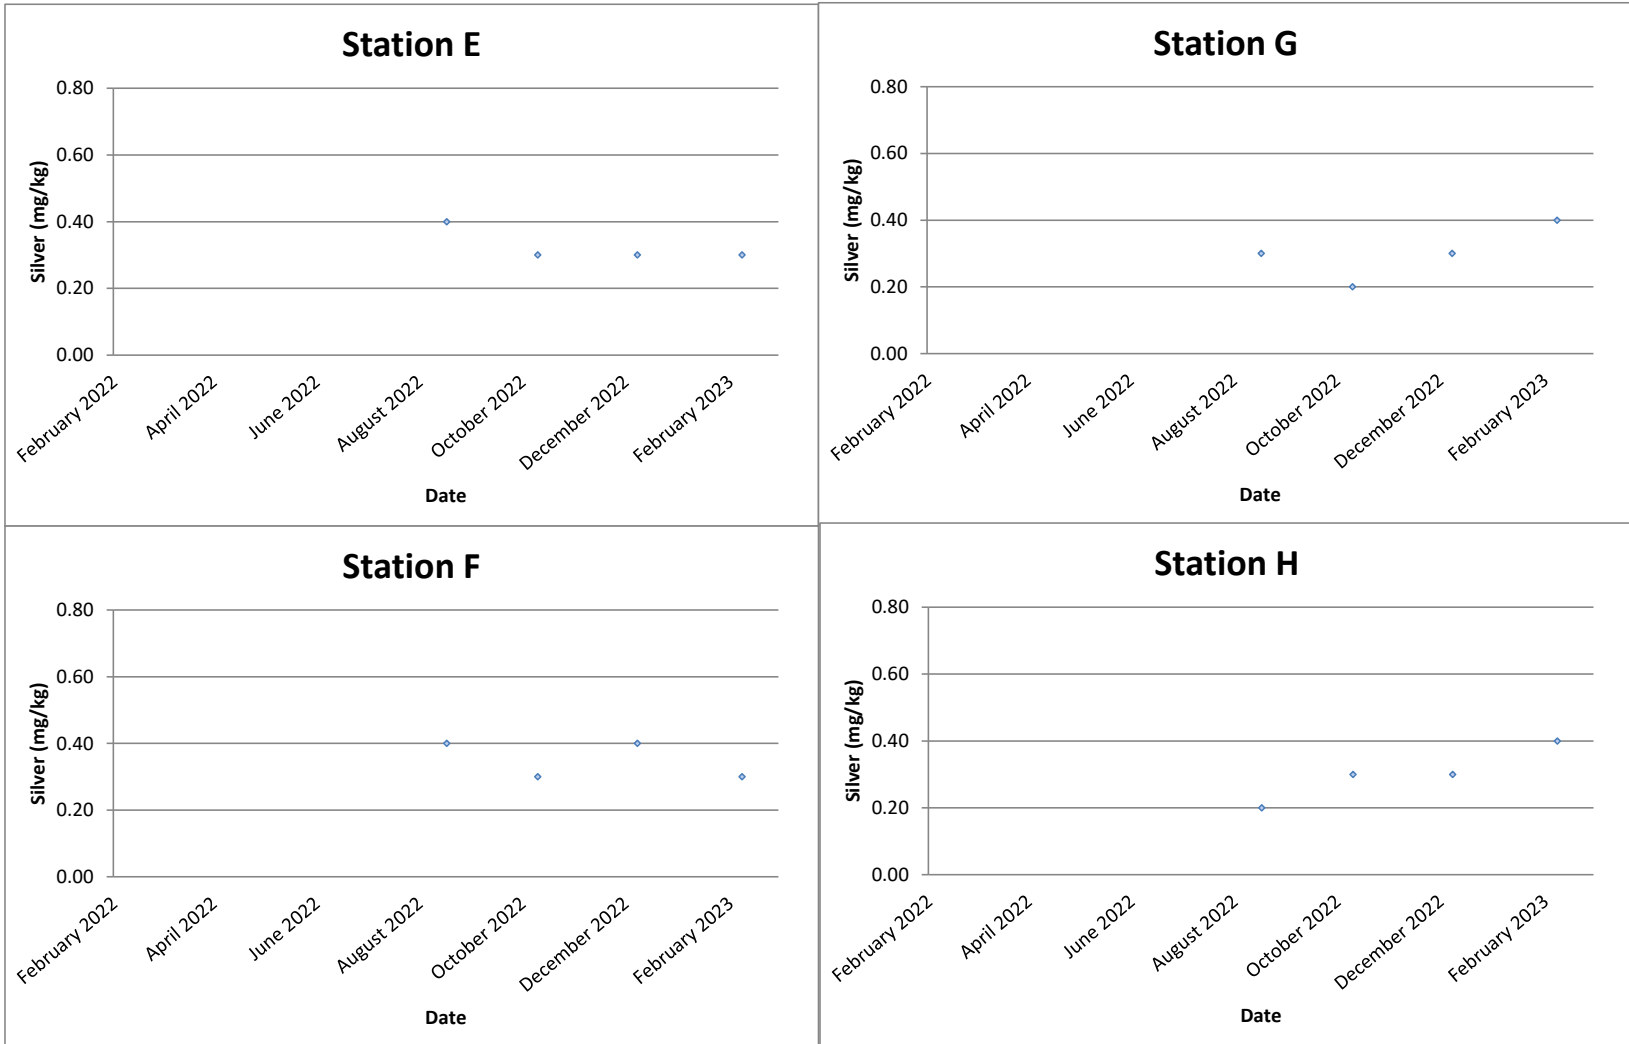 Station E
0.80
0.60
0.40
0.20
0.00
Silver (mg/kg)
February 2022
April 2022
June 2022
August 2022
October 2022
December 2022
February 2023
Date
Station G
0.80
0.60
0.40
0.20
0.00
Silver (mg/kg)
February 2022
April 2022
June 2022
August 2022
October 2022
December 2022
February 2023
Date
Station F
0.80
0.60
0.40
0.20
0.00
Silver (mg/kg)
February 2022
April 2022
June 2022
August 2022
October 2022
December 2022
February 2023
Date
Station H
0.80
0.60
0.40
0.20
0.00
Silver (mg/kg)
February 2022
April 2022
June 2022
August 2022
October 2022
December 2022
February 2023
Date